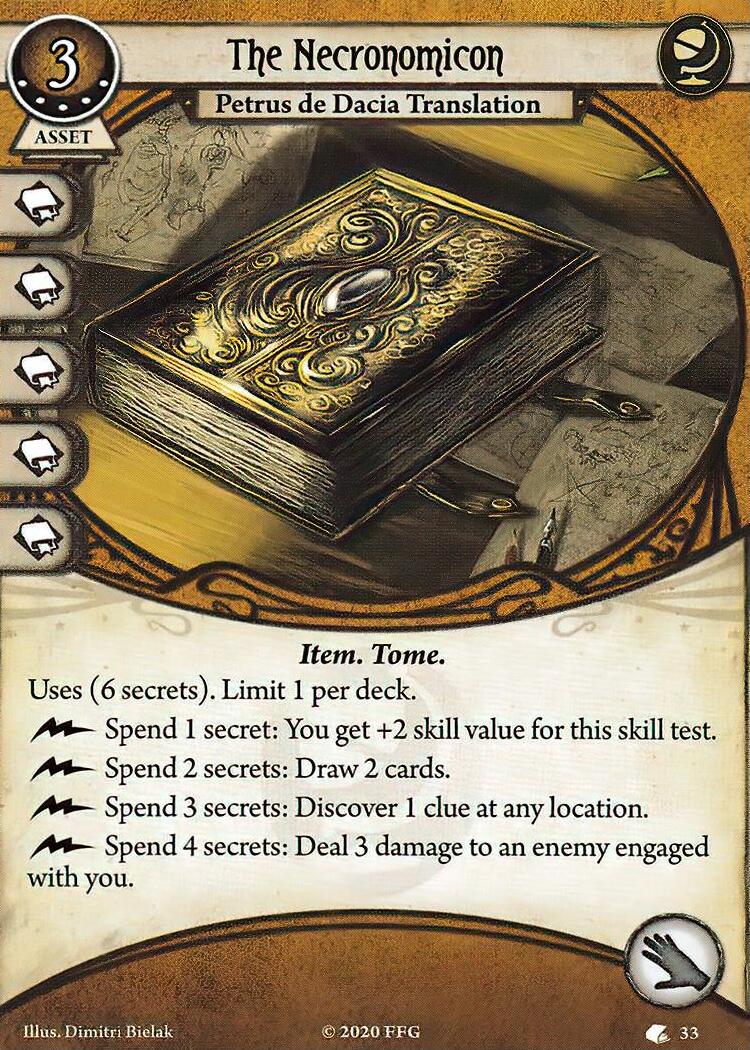 3
The Necronomicon
Petrus de Dacia Translation
ASSET
Item. Tome.
Uses (6 secrets). Limit 1 per deck.
Spend 1 secret: You get +2 skill value for this skill test.
Spend 2 secrets: Draw 2 cards.
Spend 3 secrets: Discover 1 clue at any location.
Spend 4 secrets: Deal 3 damage to an enemy engaged
with you.
Illus. Dimitri Bielak
© 2020 FFG
33